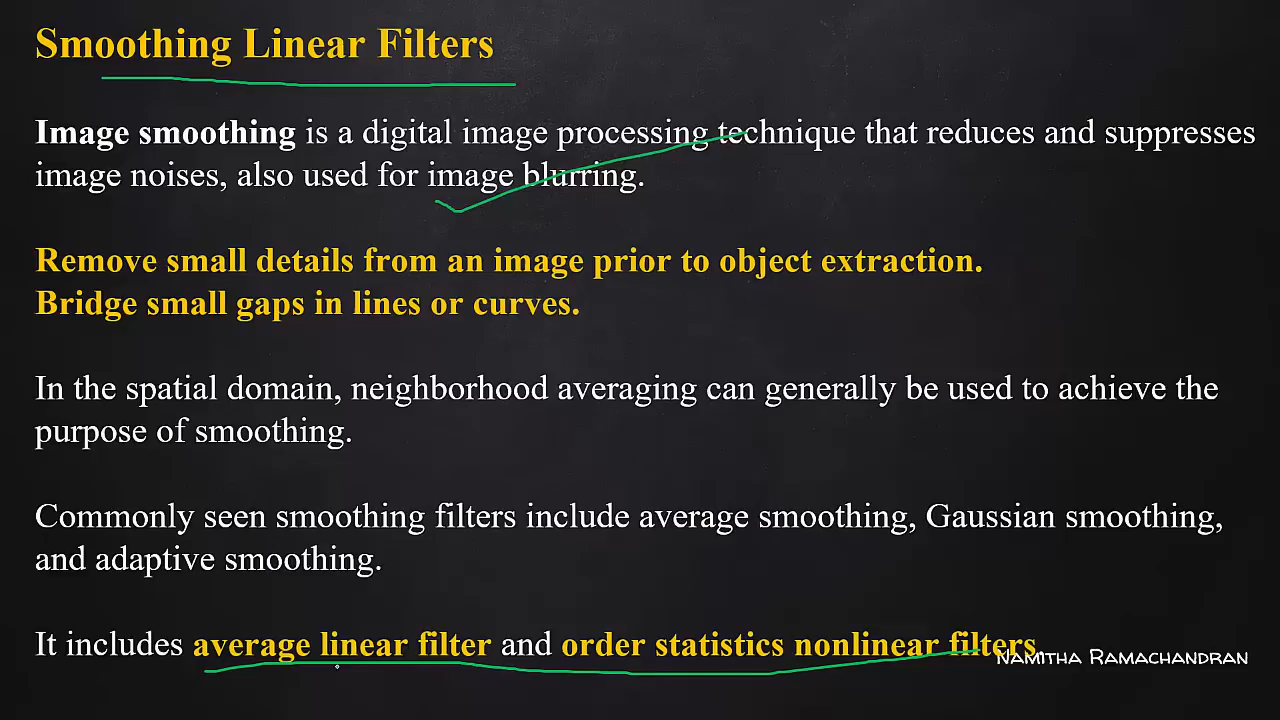 Smoothing Linear Filters
Image smoothing is a digital image processing technique that reduces and suppresses
image noises, also used for image blurring.
Remove small details from an image prior to object extraction.
Bridge small gaps in lines or curves.
In the spatial domain, neighborhood averaging can generally be used to achieve the
purpose of smoothing.
Commonly seen smoothing filters include average smoothing, Gaussian smoothing,
and adaptive smoothing.
It includes average linear filter and order statistics nonlinear filters.
Namitha Ramachandran